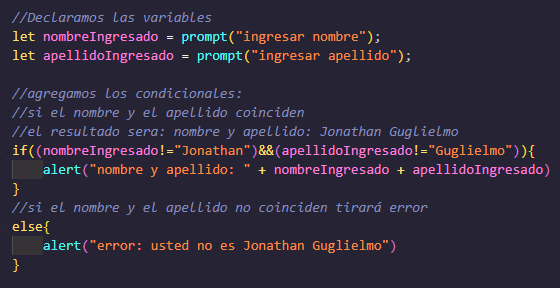 //Declaramos las variables
let nombreIngresado = prompt("ingresar nombre");
let apellidoIngresado = prompt("ingresar apellido");
//agregamos los condicionales:
//si el nombre y el apellido coinciden
//el resultado sera: nombre y apellido: Jonathan Guglielmo
if((nombreIngresado!="Jonathan")&&(apellidoIngresado!="Guglielmo")){
alert("nombre y apellido: " + nombreIngresado + apellidoIngresado)
}
//si el nombre y el apellido no coinciden tirará error
else{
alert("error: usted no es Jonathan Guglielmo")
}